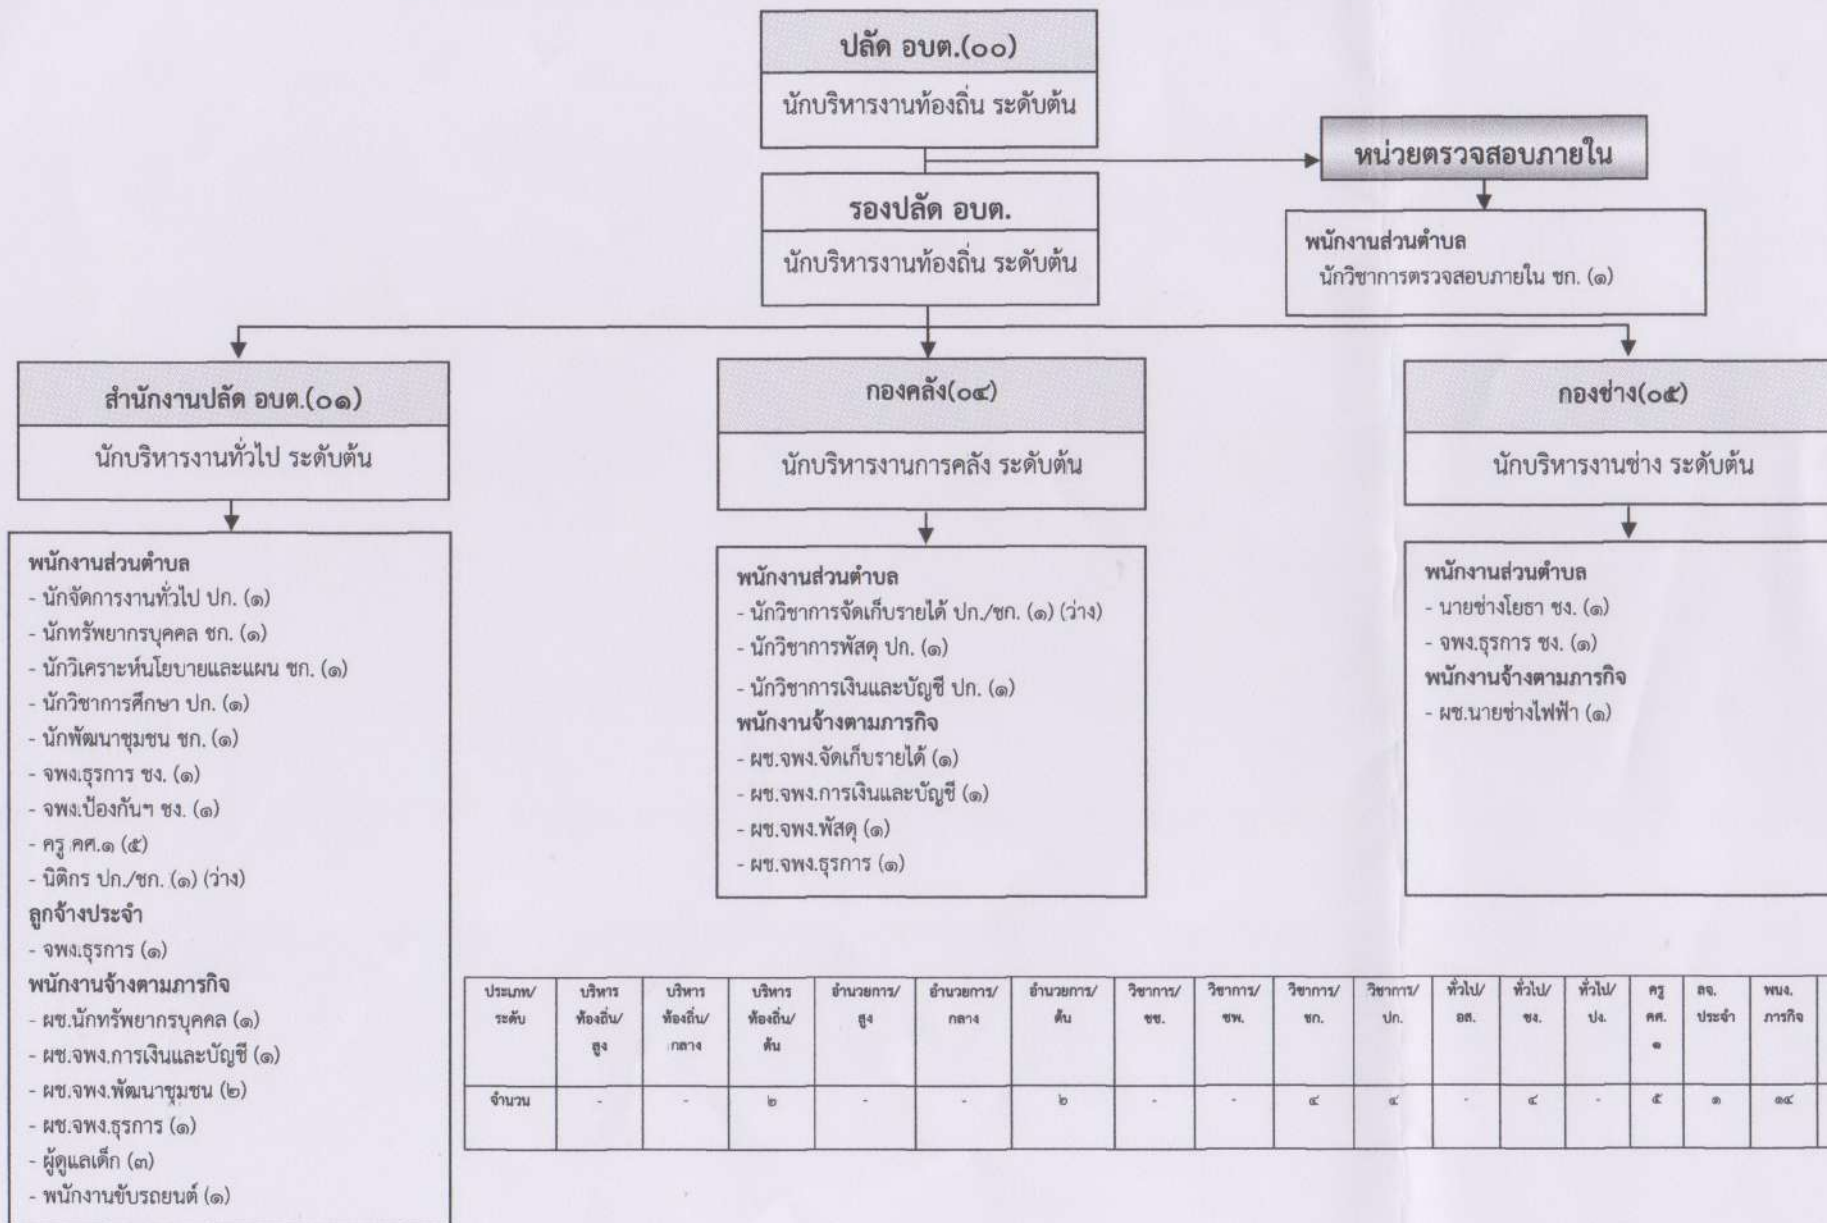 ปลัด อบต.(๐๐)
นักบริหารงานท้องถิ่น ระดับต้น
หน่วยตรวจสอบภายใน
พนักงานส่วนตำบล
นักวิชาการตรวจสอบภายใน ชก. (๑)
รองปลัด อบต.
นักบริหารงานท้องถิ่น ระดับต้น
สำนักงานปลัด อบต.(๐๑)
นักบริหารงานทั่วไป ระดับต้น
พนักงานส่วนตำบล
- นักจัดการงานทั่วไป ปก. (๑)
- นักทรัพยากรบุคคล ชก. (๑)
- นักวิเคราะห์นโยบายและแผน ชก. (๑)
- นักวิชาการศึกษา ปก. (๑)
- นักพัฒนาชุมชน ชก. (๑)
- จพง.ธุรการ ชง. (๑)
- จพง.ป้องกันฯ ชง. (๑)
- ครู คศ.๑ (๕)
- นิติกร ปก./ชก. (๑) (ว่าง)
ลูกจ้างประจำ
- จพง.ธุรการ (๑)
พนักงานจ้างตามภารกิจ
- ผช.นักทรัพยากรบุคคล (๑)
- ผช.จพง.การเงินและบัญชี (๑)
- ผช.จพง.พัฒนาชุมชน (๒)
- ผช.จพง.ธุรการ (๑)
- ผู้ดูแลเด็ก (๓)
- พนักงานขับรถยนต์ (๑)
กองคลัง(๐๔)
นักบริหารงานการคลัง ระดับต้น
พนักงานส่วนตำบล
- นักวิชาการจัดเก็บรายได้ ปก./ชก. (๑) (ว่าง)
- นักวิชาการพัสดุ ปก. (๑)
- นักวิชาการเงินและบัญชี ปก. (๑)
พนักงานจ้างตามภารกิจ
- ผช.จพง.จัดเก็บรายได้ (๑)
- ผช.จพง.การเงินและบัญชี (๑)
- ผช.จพง.พัสดุ (๑)
- ผช.จพง.ธุรการ (๑)
กองช่าง(๐๕)
นักบริหารงานช่าง ระดับต้น
พนักงานส่วนตำบล
- นายช่างโยธา ชง. (๑)
- จพง.ธุรการ ชง. (๑)
พนักงานจ้างตามภารกิจ
- ผช.นายช่างไฟฟ้า (๑)
ประเภท/ บริหาร บริหาร บริหาร อำนวยการ/ อำนวยการ/ อำนวยการ/ วิชาการ/ วิชาการ/ วิชาการ/ วิชาการ/ ทั่วไป/ ทั่วไป/ ทั่วไป/ ครู ลจ. พนง.
ระดับ ท้องถิ่น/ ท้องถิ่น/ ท้องถิ่น/ สูง กลาง ต้น ชช. ชพ. ชก. ปก. อส. ชง. ปง. คศ. ประจำ ภารกิจ
สูง กลาง ต้น ๑
จำนวน - - ๒ - - ๒ - - ๔ ๔ - ๔ - ๕ ๑ ๑๔